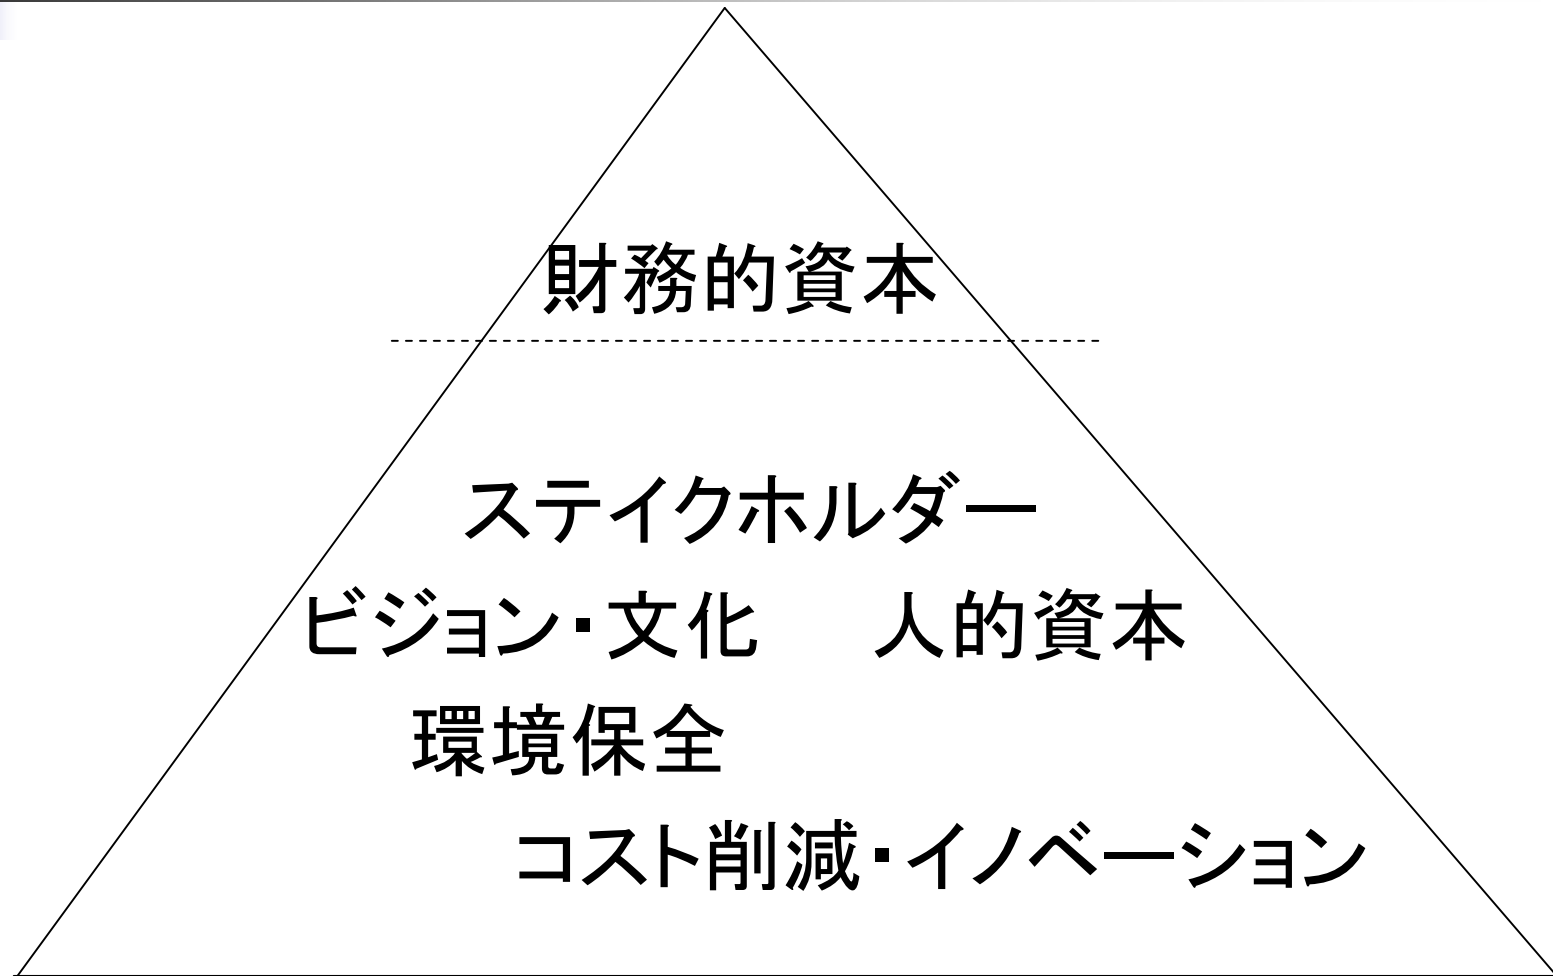 財務的資本
ステイクホルダー
ビジョン・文化　人的資本
環境保全
コスト削減・イノベーション